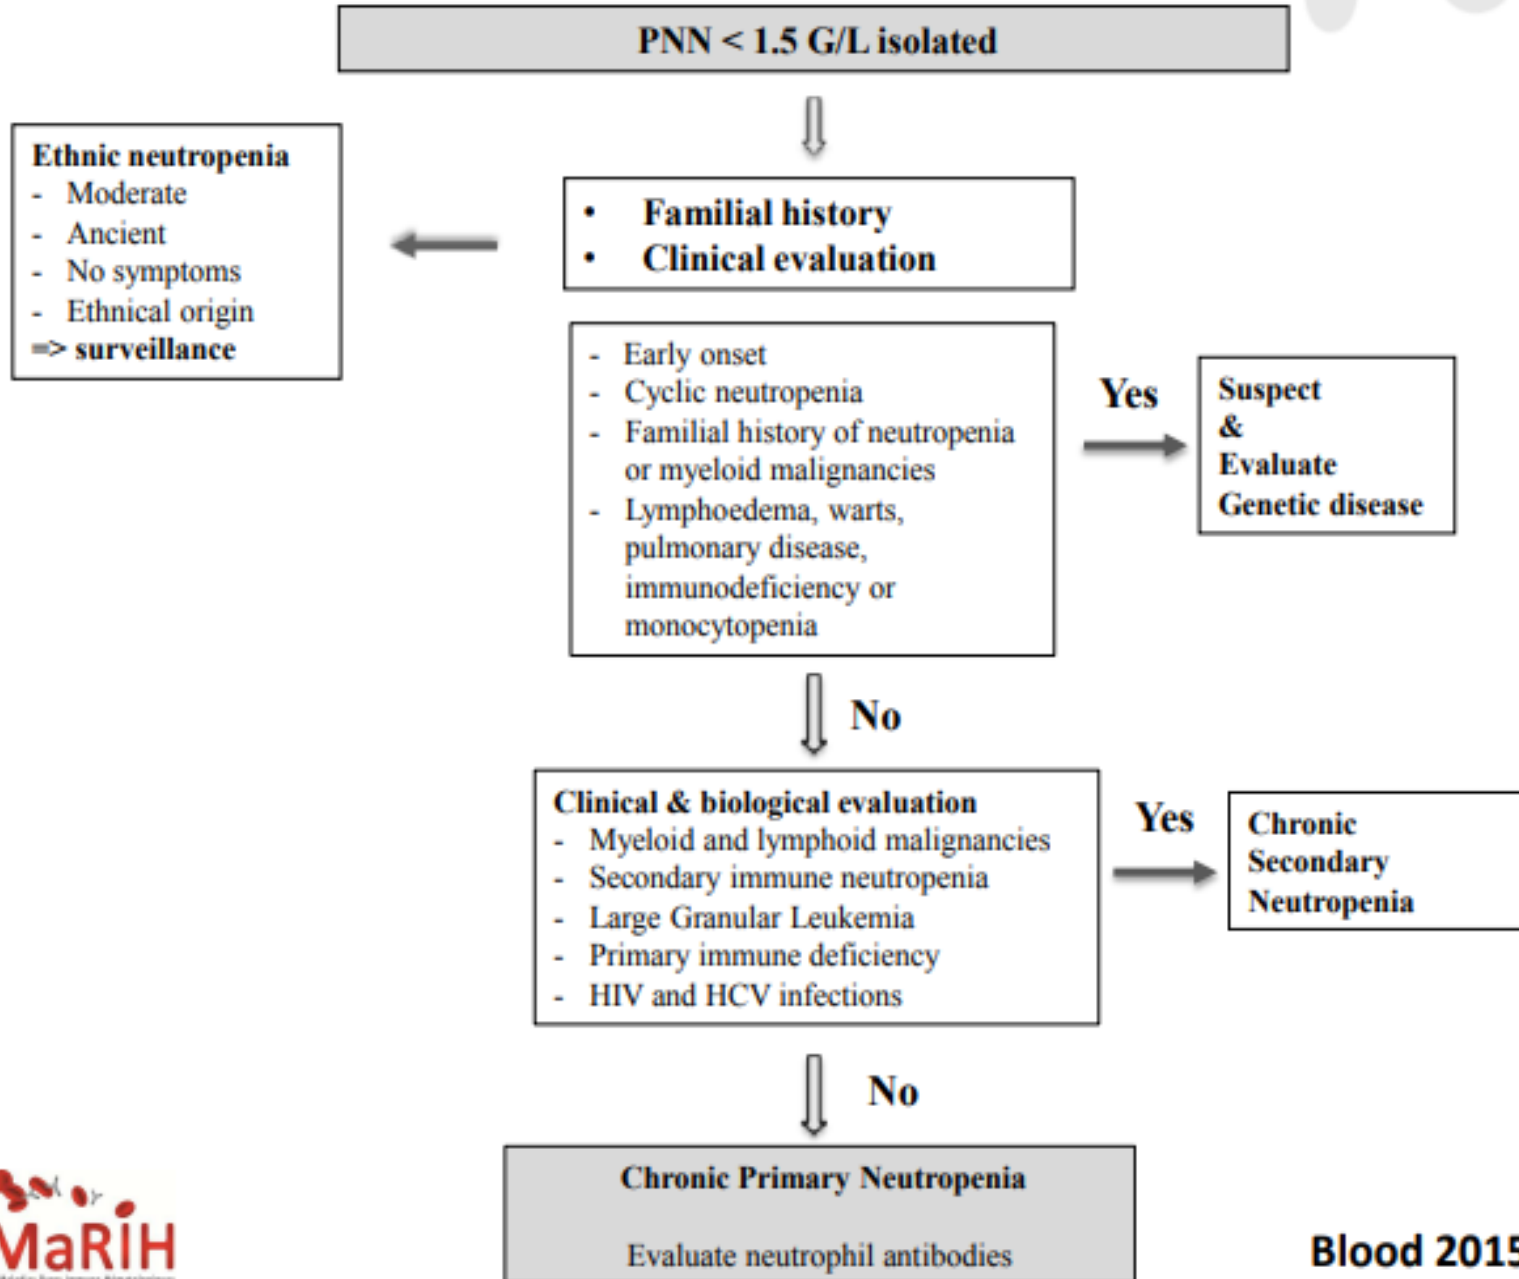 PNN < 1.5 G/L isolated
Ethnic neutropenia
- Moderate
- Ancient
- No symptoms
- Ethnical origin
=> surveillance
• Familial history
• Clinical evaluation
- Early onset
- Cyclic neutropenia
- Familial history of neutropenia
or myeloid malignancies
- Lymphoedema, warts,
pulmonary disease,
immunodeficiency or
monocytopenia
Yes
Suspect
&
Evaluate
Genetic disease
No
Clinical & biological evaluation
- Myeloid and lymphoid malignancies
- Secondary immune neutropenia
- Large Granular Leukemia
- Primary immune deficiency
- HIV and HCV infections
Yes
Chronic
Secondary
Neutropenia
No
Chronic Primary Neutropenia
Evaluate neutrophil antibodies
MaRIH
Blood 2015